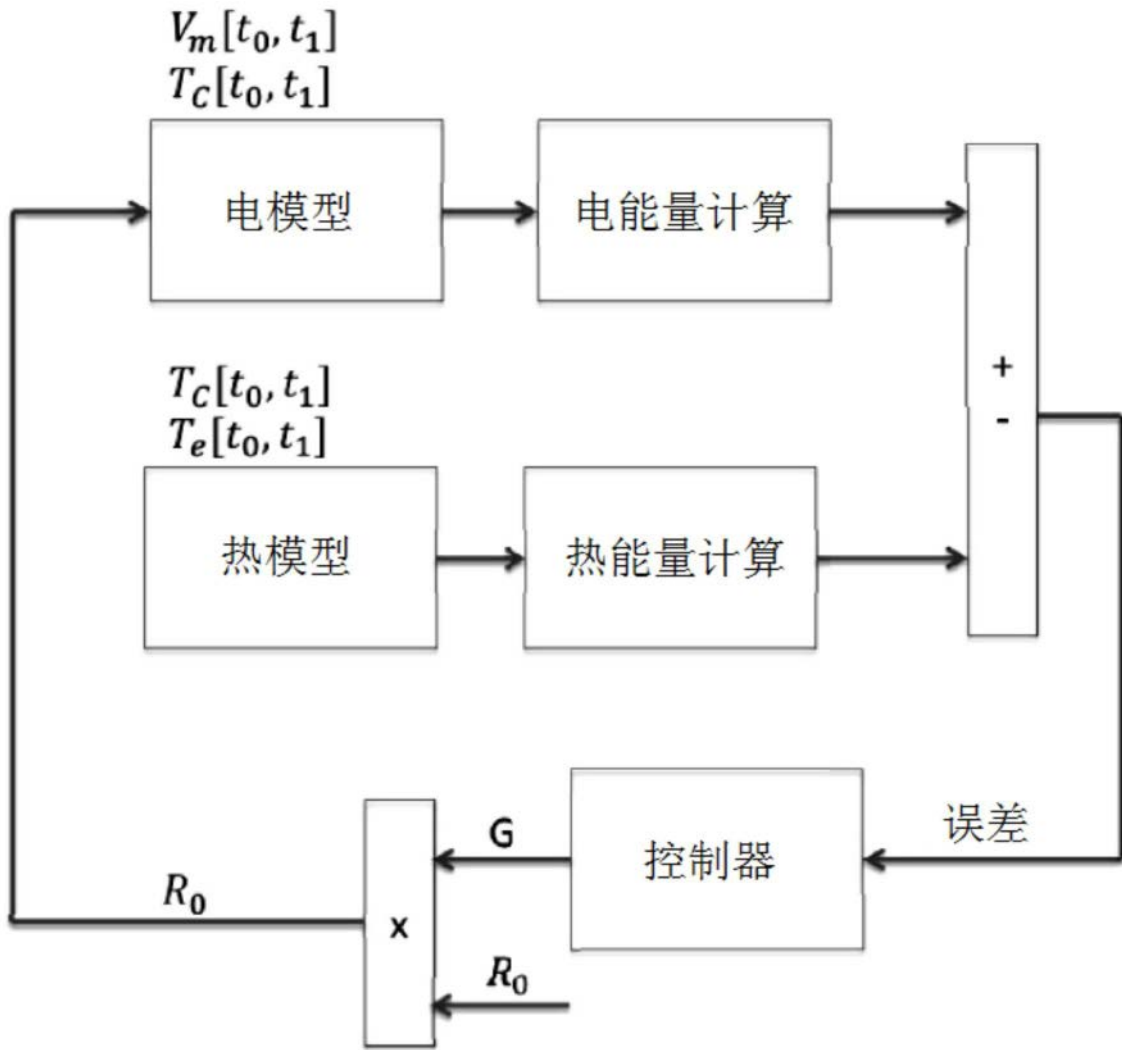 V_m[t_0, t_1]
T_C[t_0, t_1]
电模型
电能量计算
+
-
T_C[t_0, t_1]
T_e[t_0, t_1]
热模型
热能量计算
误差
控制器
G
R_0
x
R_0